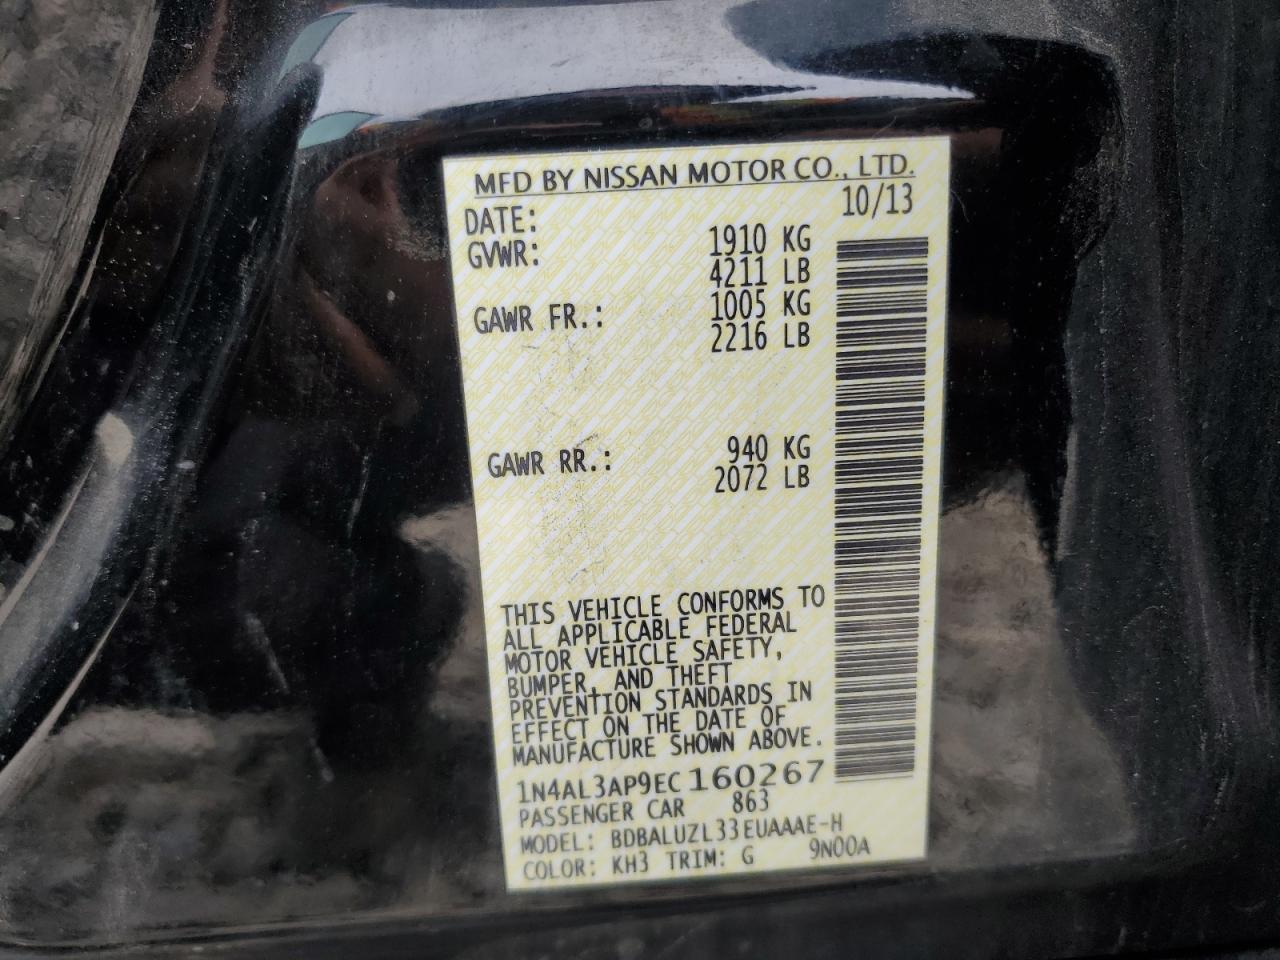 MFD BY NISSAN MOTOR CO., LTD.
DATE: 10/13
GVWR: 1910 KG
4211 LB
GAWR FR.: 1005 KG
2216 LB
GAWR RR.: 940 KG
2072 LB
THIS VEHICLE CONFORMS TO
ALL APPLICABLE FEDERAL
MOTOR VEHICLE SAFETY,
BUMPER, AND THEFT
PREVENTION STANDARDS IN
EFFECT ON THE DATE OF
MANUFACTURE SHOWN ABOVE.
1N4AL3AP9EC160267
PASSENGER CAR 863
MODEL: BDBALUZL33EUAAAE-H
COLOR: KH3 TRIM: G 9N00A